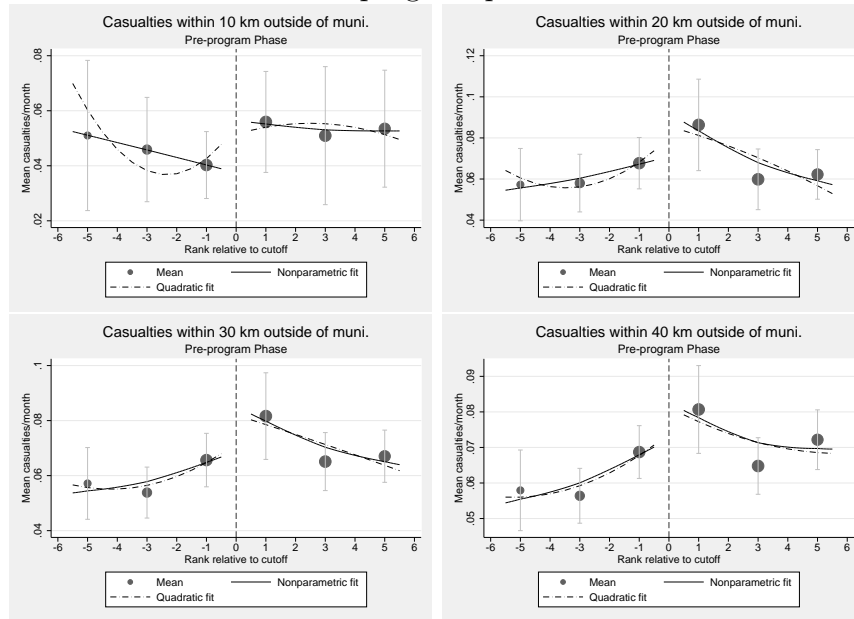 Casualties within 10 km outside of muni.
Pre-program Phase
Mean casualties/month
.02 .04 .06 .08
-6 -5 -4 -3 -2 -1 0 1 2 3 4 5 6
Rank relative to cutoff
Mean Nonparametric fit
Quadratic fit
Casualties within 20 km outside of muni.
Pre-program Phase
Mean casualties/month
.04 .06 .08 .1 .12
-6 -5 -4 -3 -2 -1 0 1 2 3 4 5 6
Rank relative to cutoff
Mean Nonparametric fit
Quadratic fit
Casualties within 30 km outside of muni.
Pre-program Phase
Mean casualties/month
.04 .06 .08 .1
-6 -5 -4 -3 -2 -1 0 1 2 3 4 5 6
Rank relative to cutoff
Mean Nonparametric fit
Quadratic fit
Casualties within 40 km outside of muni.
Pre-program Phase
Mean casualties/month
.05 .06 .07 .08 .09
-6 -5 -4 -3 -2 -1 0 1 2 3 4 5 6
Rank relative to cutoff
Mean Nonparametric fit
Quadratic fit